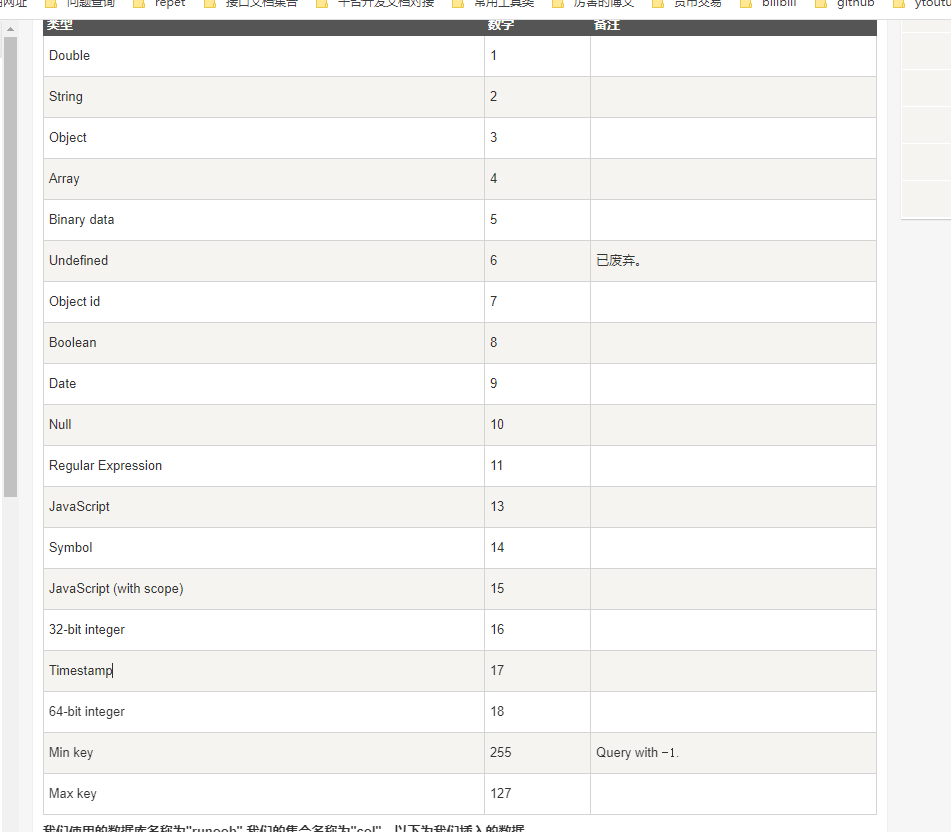 问题查询 repet 接口文档集合 平台开发文档对接 常用工具类 厉害的博文 货币交易 bilibili github
类型 数字 备注
Double 1
String 2
Object 3
Array 4
Binary data 5
Undefined 6 已废弃。
Object id 7
Boolean 8
Date 9
Null 10
Regular Expression 11
JavaScript 13
Symbol 14
JavaScript (with scope) 15
32-bit integer 16
Timestamp 17
64-bit integer 18
Min key 255 Query with -1.
Max key 127
我们使用的数据库名称为"runoob" 我们的集合名称为"col"，以下为我们插入的数据